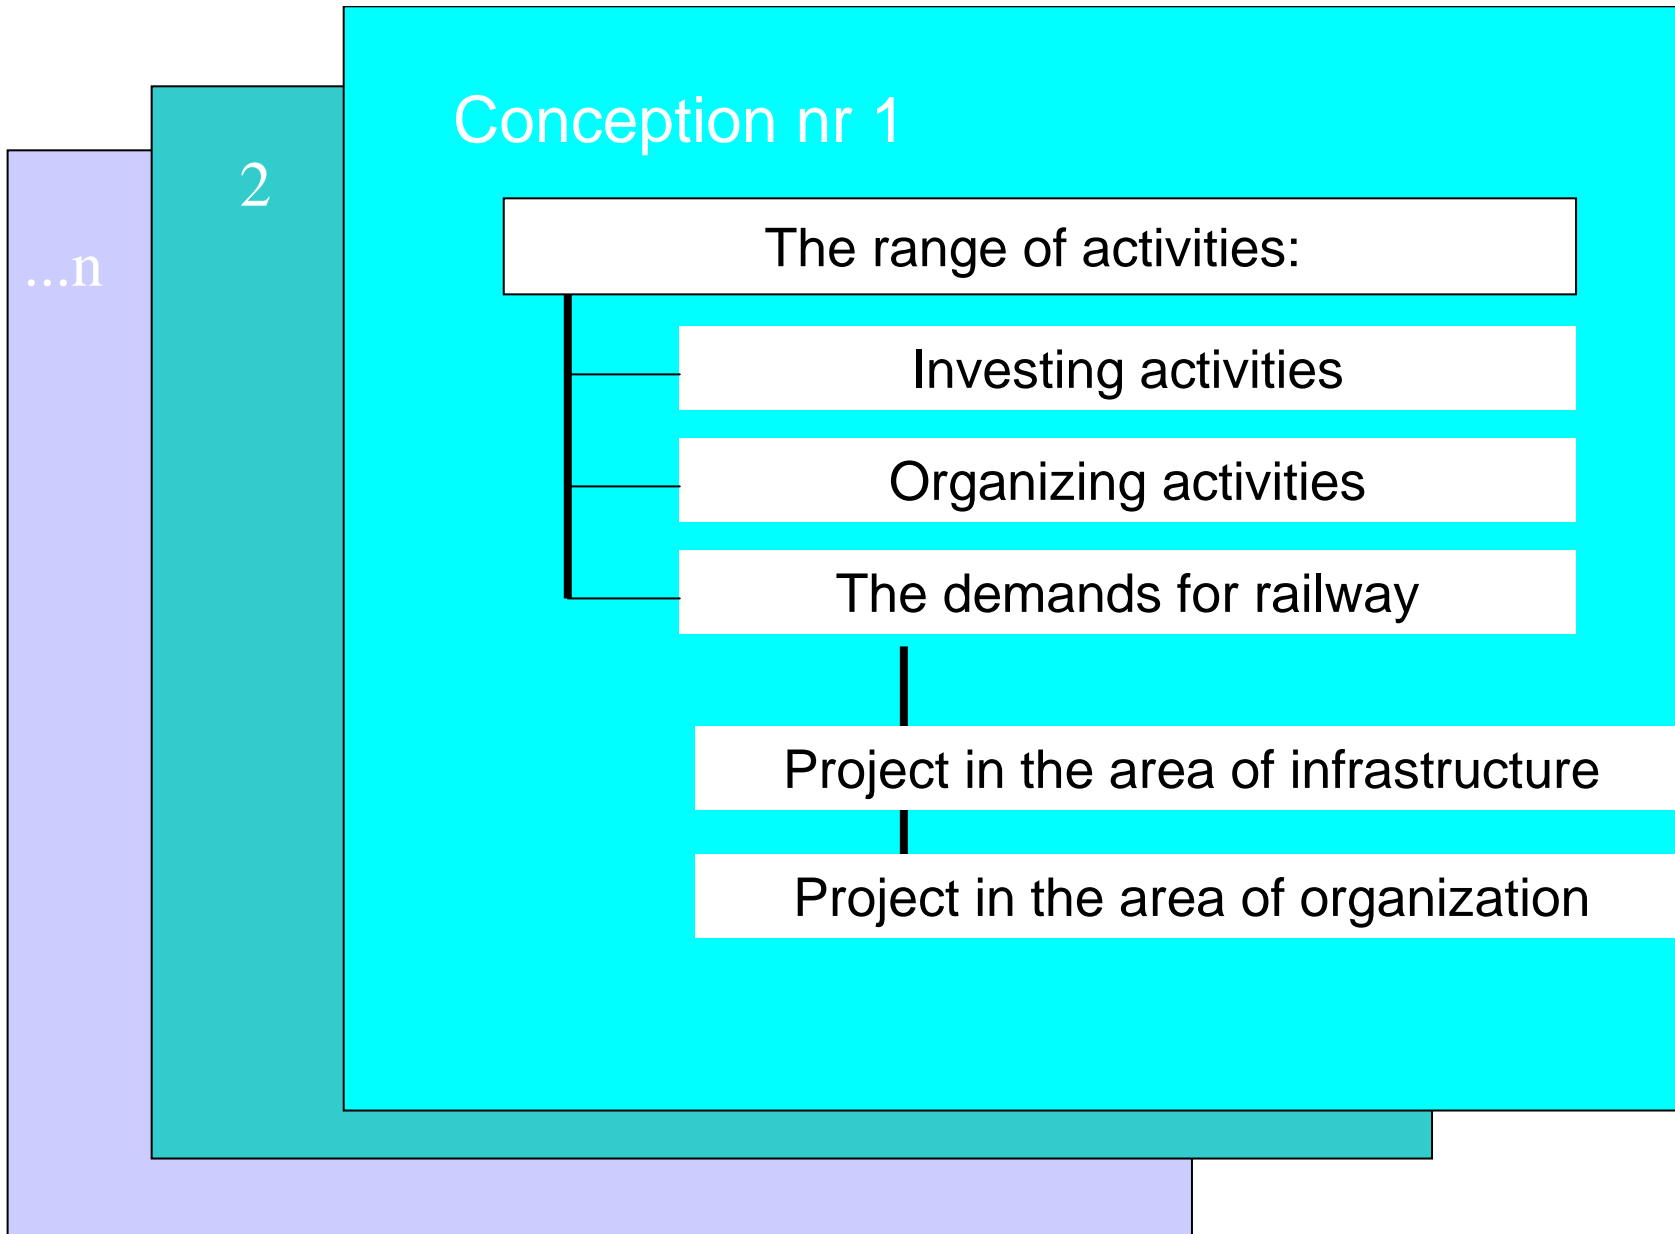 Conception nr 1
2
...n
The range of activities:
Investing activities
Organizing activities
The demands for railway
Project in the area of infrastructure
Project in the area of organization